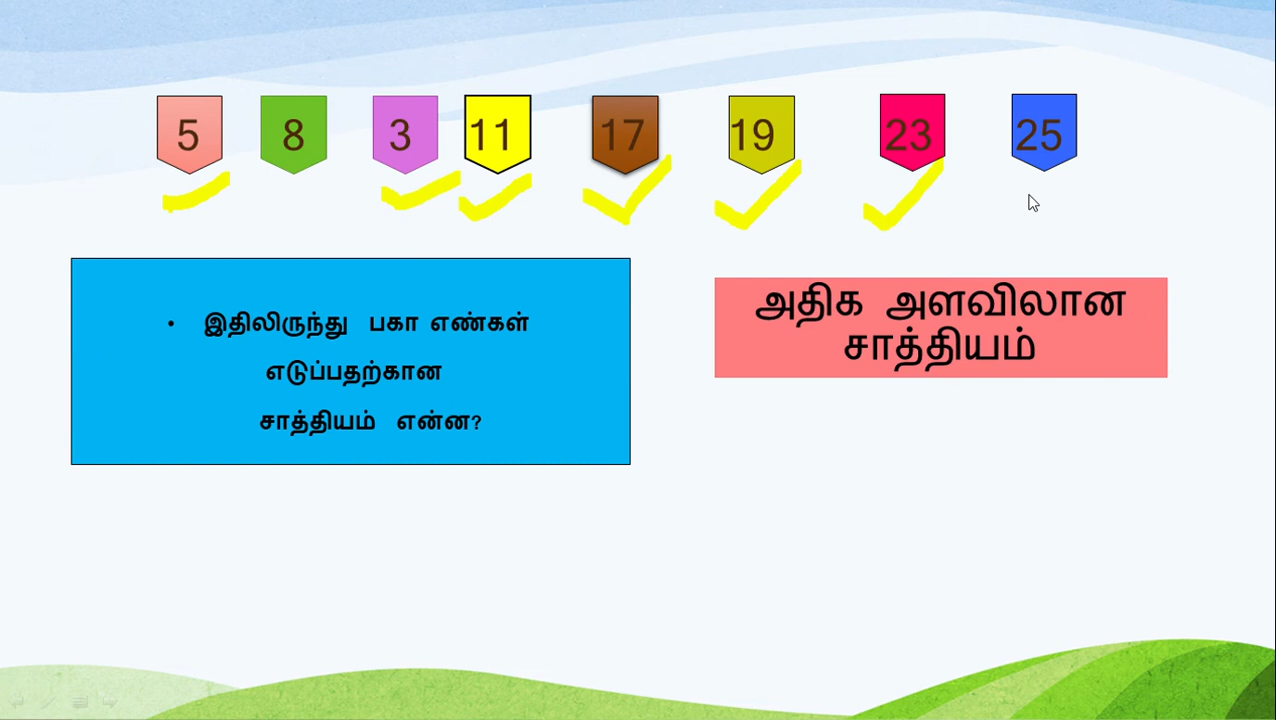 5 8 3 11 17 19 23 25
• இதிலிருந்து பகா எண்கள்
எடுப்பதற்கான
சாத்தியம் என்ன?
அதிக அளவிலான
சாத்தியம்